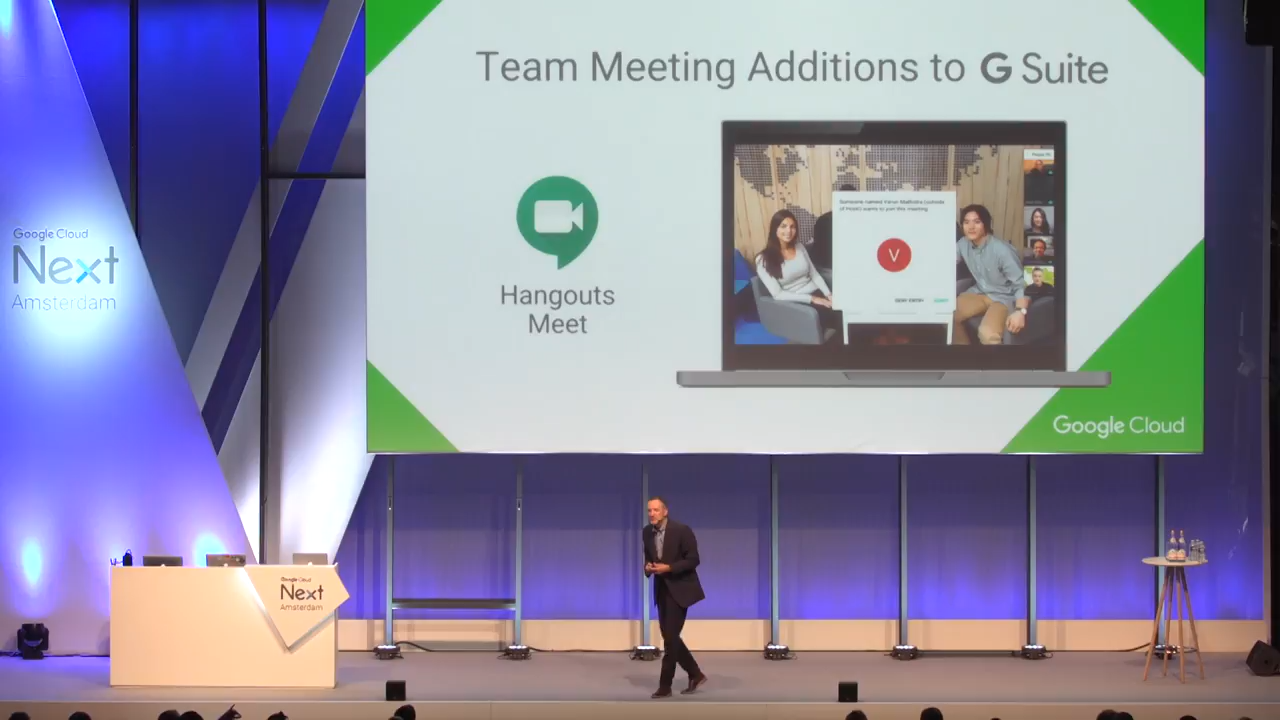 Team Meeting Additions to G Suite
Hangouts
Meet
V
Google Cloud
Google Cloud
Next
Amsterdam
Google Cloud
Next
Amsterdam